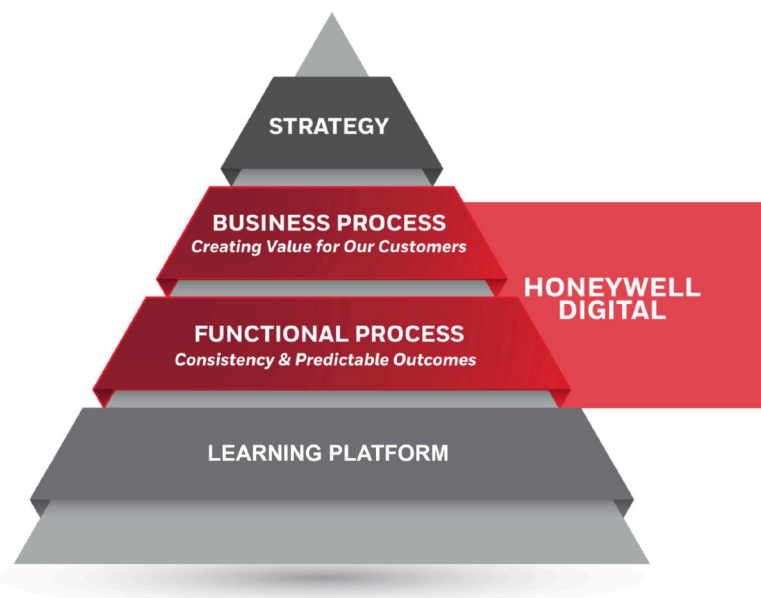 STRATEGY
BUSINESS PROCESS
Creating Value for Our Customers
HONEYWELL
DIGITAL
FUNCTIONAL PROCESS
Consistency & Predictable Outcomes
LEARNING PLATFORM